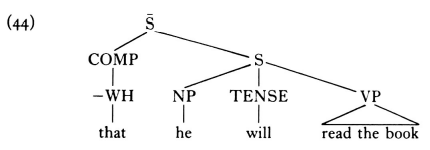 (44)
S̄
COMP S
−WH NP TENSE VP
that he will read the book